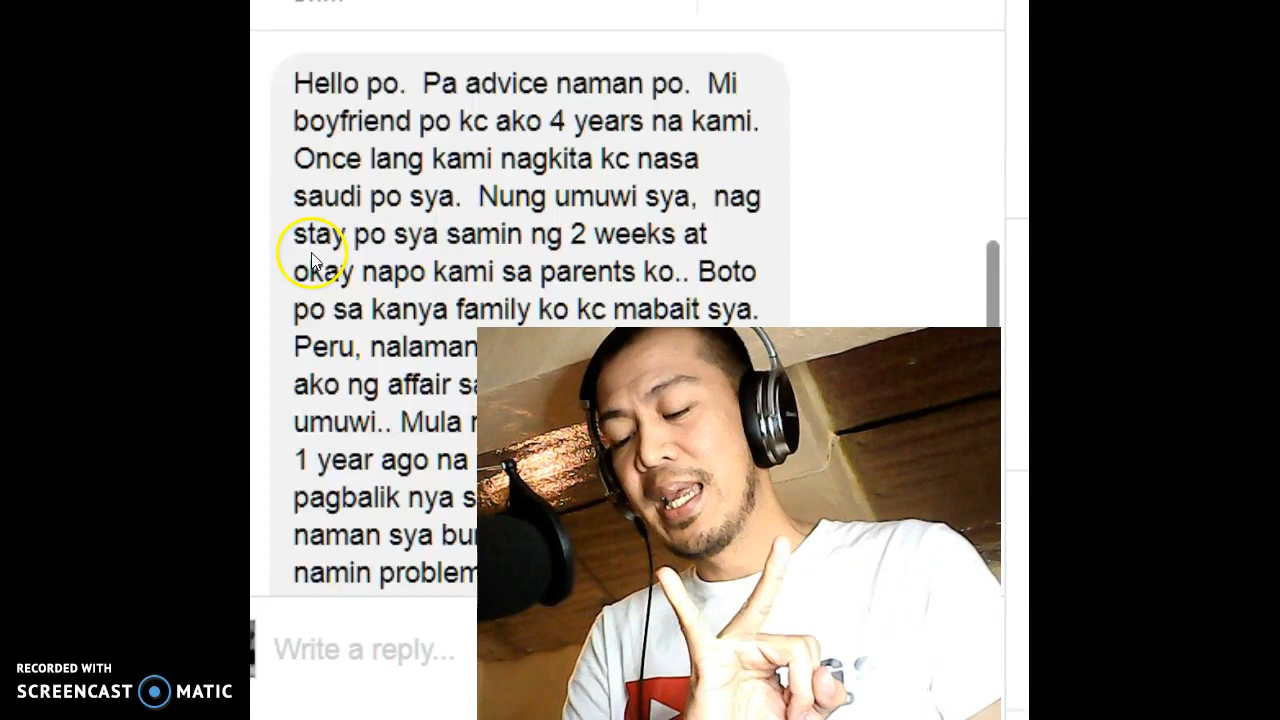 Hello po. Pa advice naman po. Mi
boyfriend po kc ako 4 years na kami.
Once lang kami nagkita kc nasa
saudi po sya. Nung umuwi sya, nag
stay po sya samin ng 2 weeks at
okay napo kami sa parents ko.. Boto
po sa kanya family ko kc mabait sya.
Peru, nalaman
ako ng affair sa
umuwi.. Mula
1 year ago na
pagbalik nya
naman sya
namin
Write a reply...
RECORDED WITH
SCREENCAST MATIC